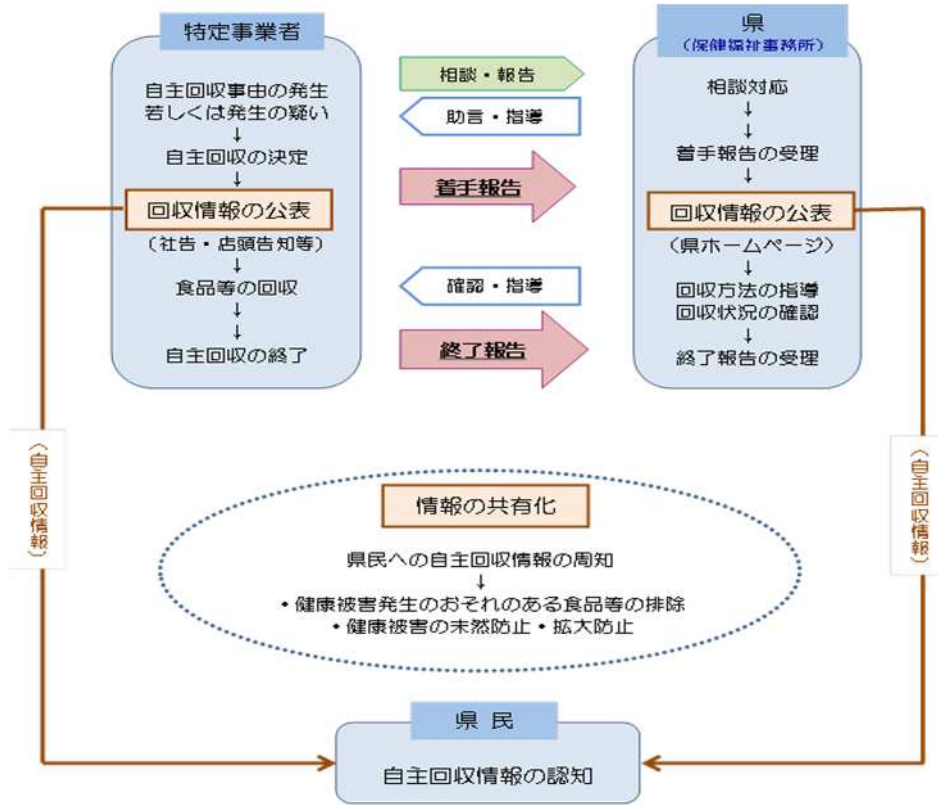 特定事業者
自主回収事由の発生
若しくは発生の疑い
↓
自主回収の決定
↓
回収情報の公表
(社告・店頭告知等)
↓
食品等の回収
↓
↓
自主回収の終了
相談・報告
助言・指導
着手報告
確認・指導
終了報告
県
(保健福祉事務所)
相談対応
↓
↓
着手報告の受理
↓
回収情報の公表
(県ホームページ)
↓
回収方法の指導
回収状況の確認
↓
終了報告の受理
〈自主回収情報〉
〈自主回収情報〉
情報の共有化
県民への自主回収情報の周知
↓
・健康被害発生のおそれのある食品等の排除
・健康被害の未然防止・拡大防止
県 民
自主回収情報の認知